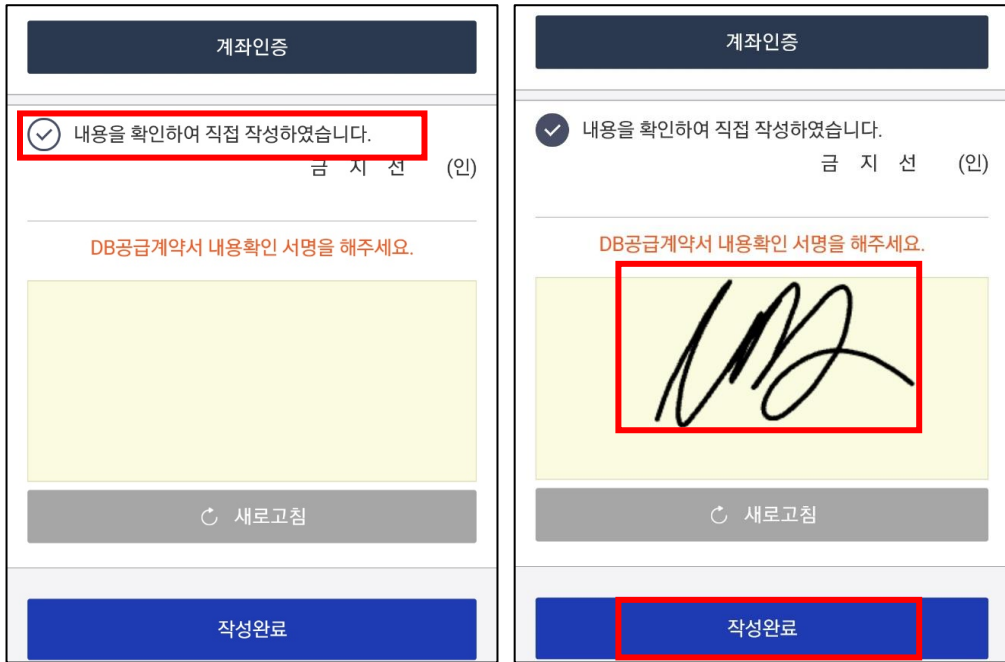 계좌인증
내용을 확인하여 직접 작성하였습니다.
금 지 선 (인)
DB공급계약서 내용확인 서명을 해주세요.
새로고침
작성완료
계좌인증
내용을 확인하여 직접 작성하였습니다.
금 지 선 (인)
DB공급계약서 내용확인 서명을 해주세요.
새로고침
작성완료